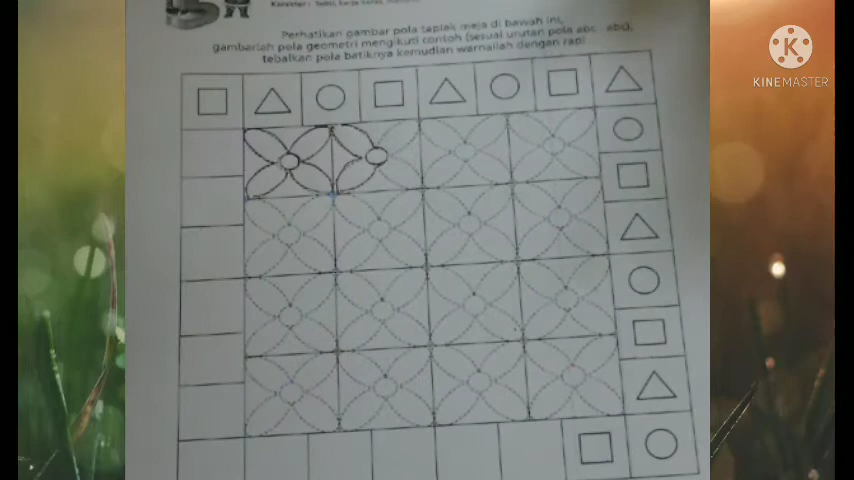 Perhatikan gambar pola taplak meja di bawah ini,
gambarlah pola geometri mengikuti contoh (sesuai urutan pola abc - abc),
tebalkan pola batiknya kemudian warnailah dengan rapi
K
KINEMASTER